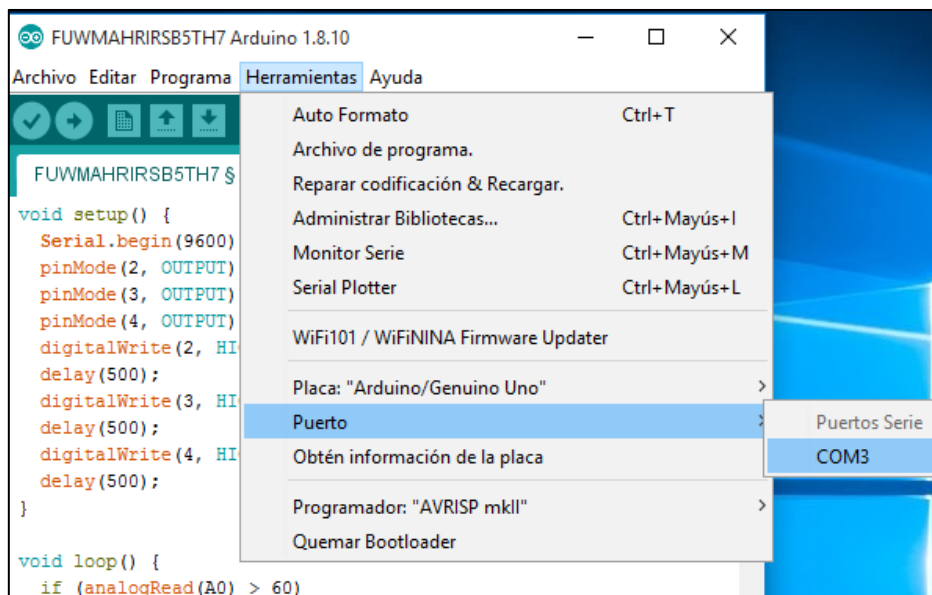 FUWMAHRIRSB5TH7 Arduino 1.8.10
Archivo Editar Programa Herramientas Ayuda
FUWMAHRIRSB5TH7 §
void setup() {
Serial.begin(9600)
pinMode(2, OUTPUT)
pinMode(3, OUTPUT)
pinMode(4, OUTPUT)
digitalWrite(2, HI
delay(500);
digitalWrite(3, HI
delay(500);
digitalWrite(4, HI
delay(500);
}
void loop() {
if (analogRead(A0) > 60)
Auto Formato Ctrl+T
Archivo de programa.
Reparar codificación & Recargar.
Administrar Bibliotecas... Ctrl+Mayús+I
Monitor Serie Ctrl+Mayús+M
Serial Plotter Ctrl+Mayús+L
WiFi101 / WiFiNINA Firmware Updater
Placa: "Arduino/Genuino Uno"
Puerto
Obtén información de la placa
Programador: "AVRISP mkII"
Quemar Bootloader
Puertos Serie
COM3